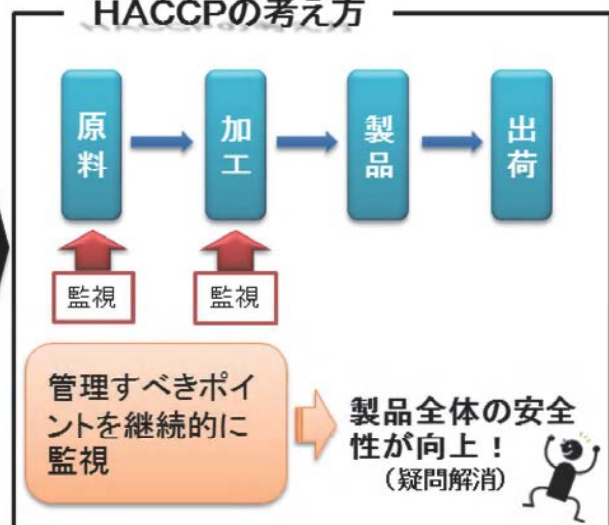 HACCPの考え方
原料
加工
製品
出荷
監視
監視
管理すべきポイ
ントを継続的に
監視
製品全体の安全
性が向上！
（疑問解消）